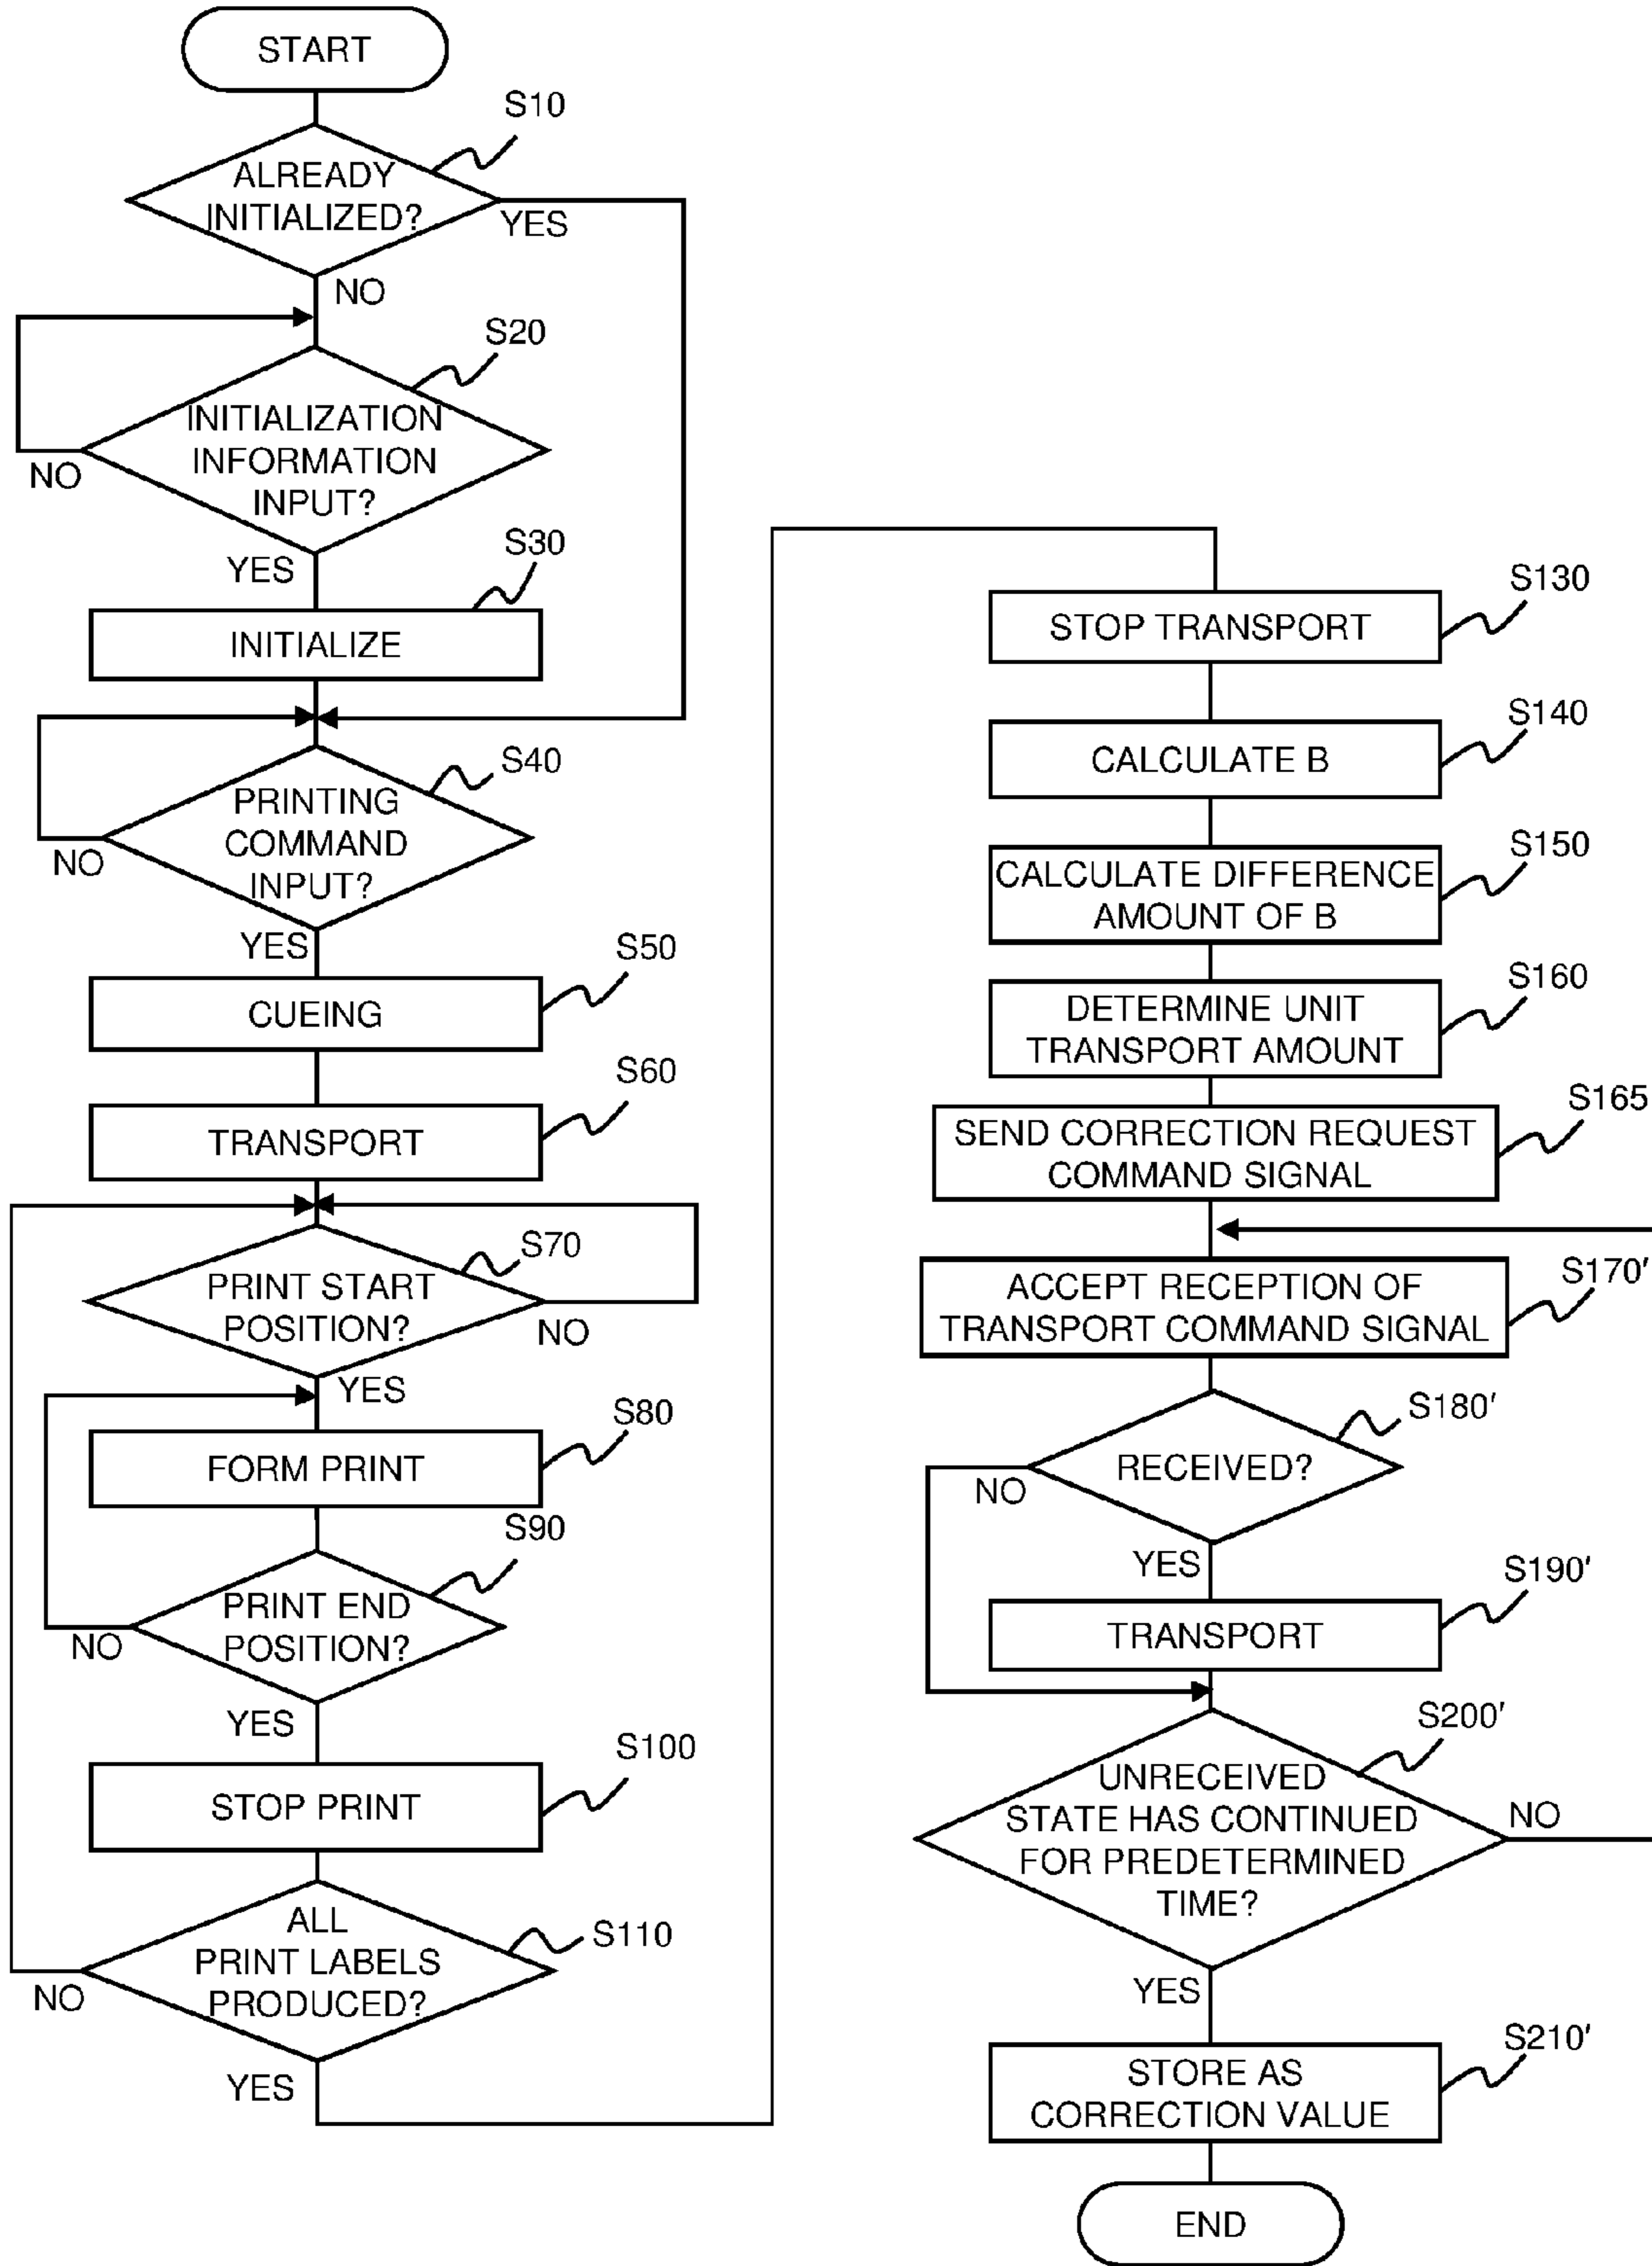 START
S10
ALREADY
INITIALIZED?
YES
NO
S20
INITIALIZATION
INFORMATION
INPUT?
NO
YES
S30
INITIALIZE
S40
PRINTING
COMMAND
INPUT?
NO
YES
S50
CUEING
S60
TRANSPORT
S70
PRINT START
POSITION?
NO
YES
S80
FORM PRINT
S90
PRINT END
POSITION?
NO
YES
S100
STOP PRINT
S110
ALL
PRINT LABELS
PRODUCED?
NO
YES
S130
STOP TRANSPORT
S140
CALCULATE B
S150
CALCULATE DIFFERENCE
AMOUNT OF B
S160
DETERMINE UNIT
TRANSPORT AMOUNT
S165
SEND CORRECTION REQUEST
COMMAND SIGNAL
S170'
ACCEPT RECEPTION OF
TRANSPORT COMMAND SIGNAL
S180'
RECEIVED?
NO
YES
S190'
TRANSPORT
S200'
UNRECEIVED
STATE HAS CONTINUED
FOR PREDETERMINED
TIME?
NO
YES
S210'
STORE AS
CORRECTION VALUE
END